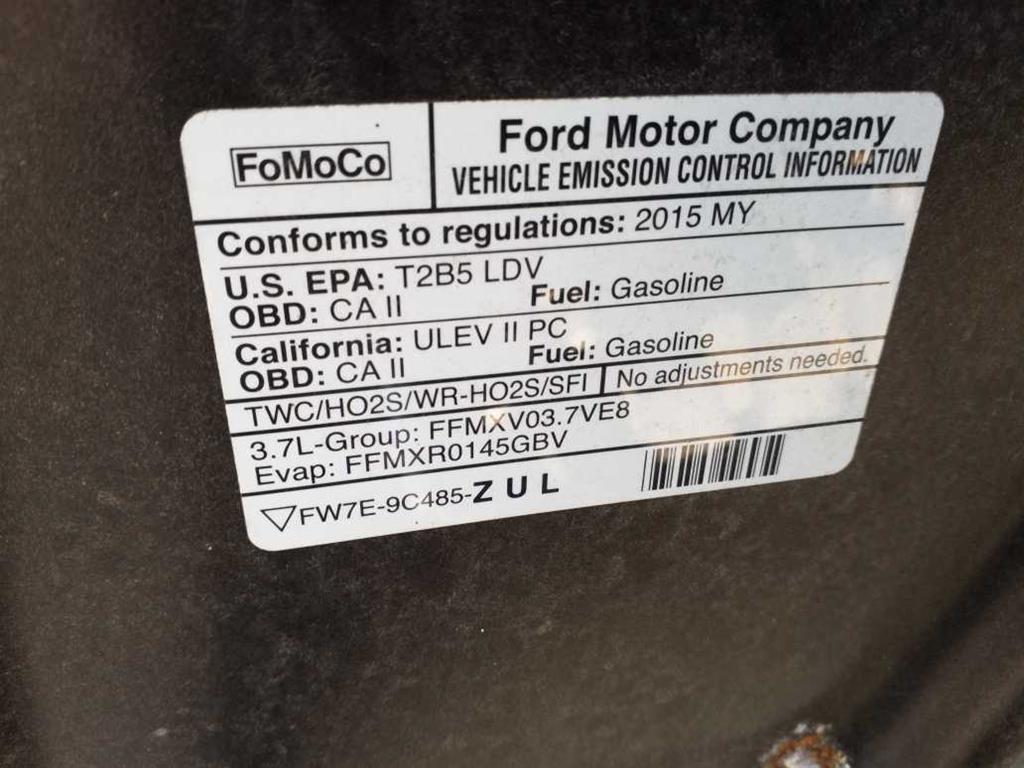 FoMoCo
Ford Motor Company
VEHICLE EMISSION CONTROL INFORMATION
Conforms to regulations: 2015 MY
U.S. EPA: T2B5 LDV
OBD: CA II Fuel: Gasoline
California: ULEV II PC
OBD: CA II Fuel: Gasoline
TWC/HO2S/WR-HO2S/SFI No adjustments needed.
3.7L-Group: FFMXV03.7VE8
Evap: FFMXR0145GBV
▽FW7E-9C485-Z U L